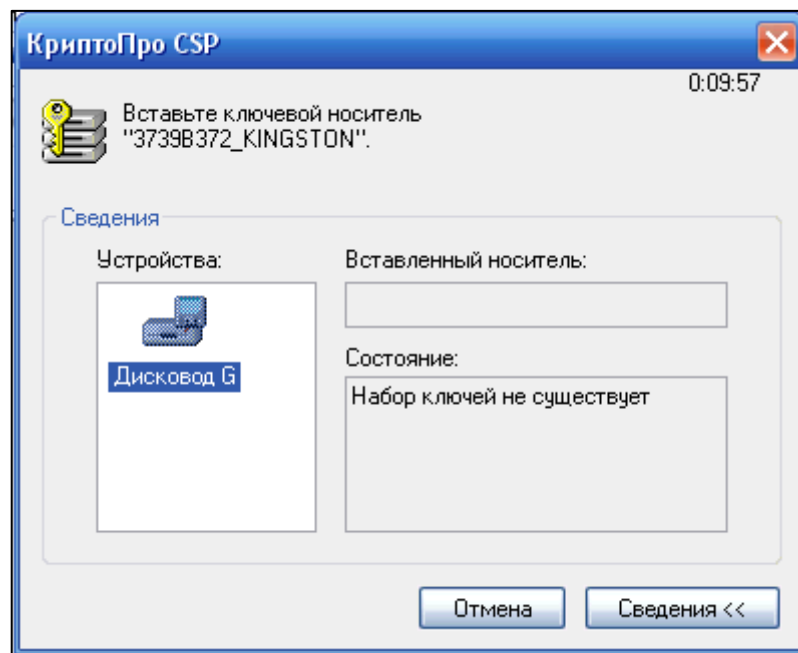 КриптоПро CSP
0:09:57
Вставьте ключевой носитель
"3739B372_KINGSTON".
Сведения
Устройства:
Дисковод G
Вставленный носитель:
Состояние:
Набор ключей не существует
Отмена
Сведения <<